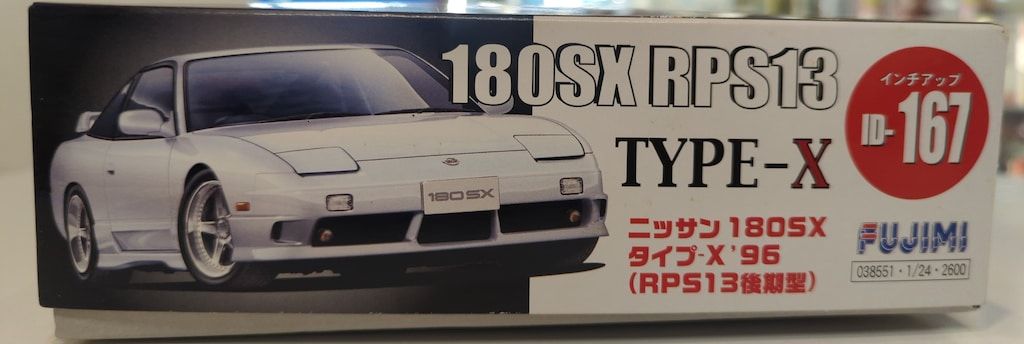 180SX RPS13
TYPE-X
ニッサン 180SX
タイプ-X '96
(RPS13後期型)
インチアップ
ID-167
FUJIMI
038551・1/24・2600
180SX